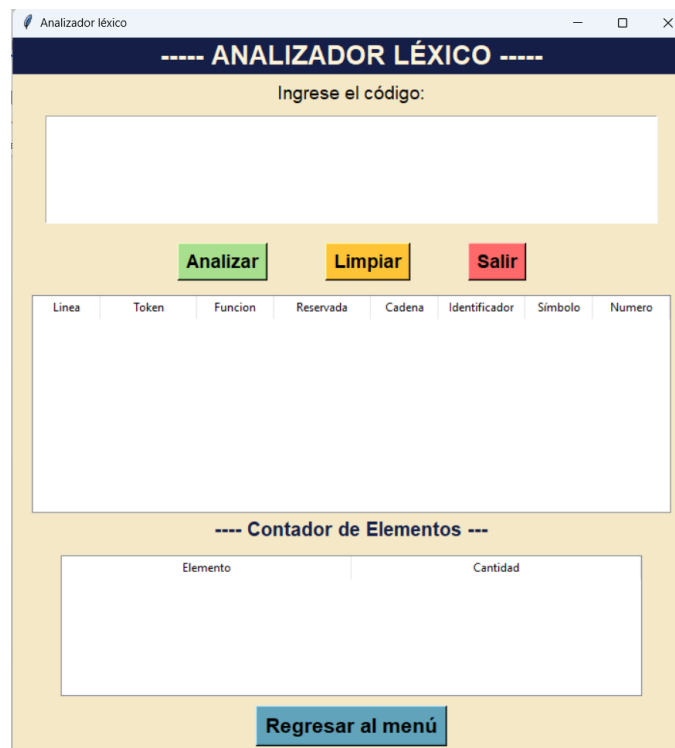 Analizador léxico
----- ANALIZADOR LÉXICO -----
Ingrese el código:
Analizar Limpiar Salir
Linea Token Funcion Reservada Cadena Identificador Símbolo Numero
---- Contador de Elementos ---
Elemento Cantidad
Regresar al menú